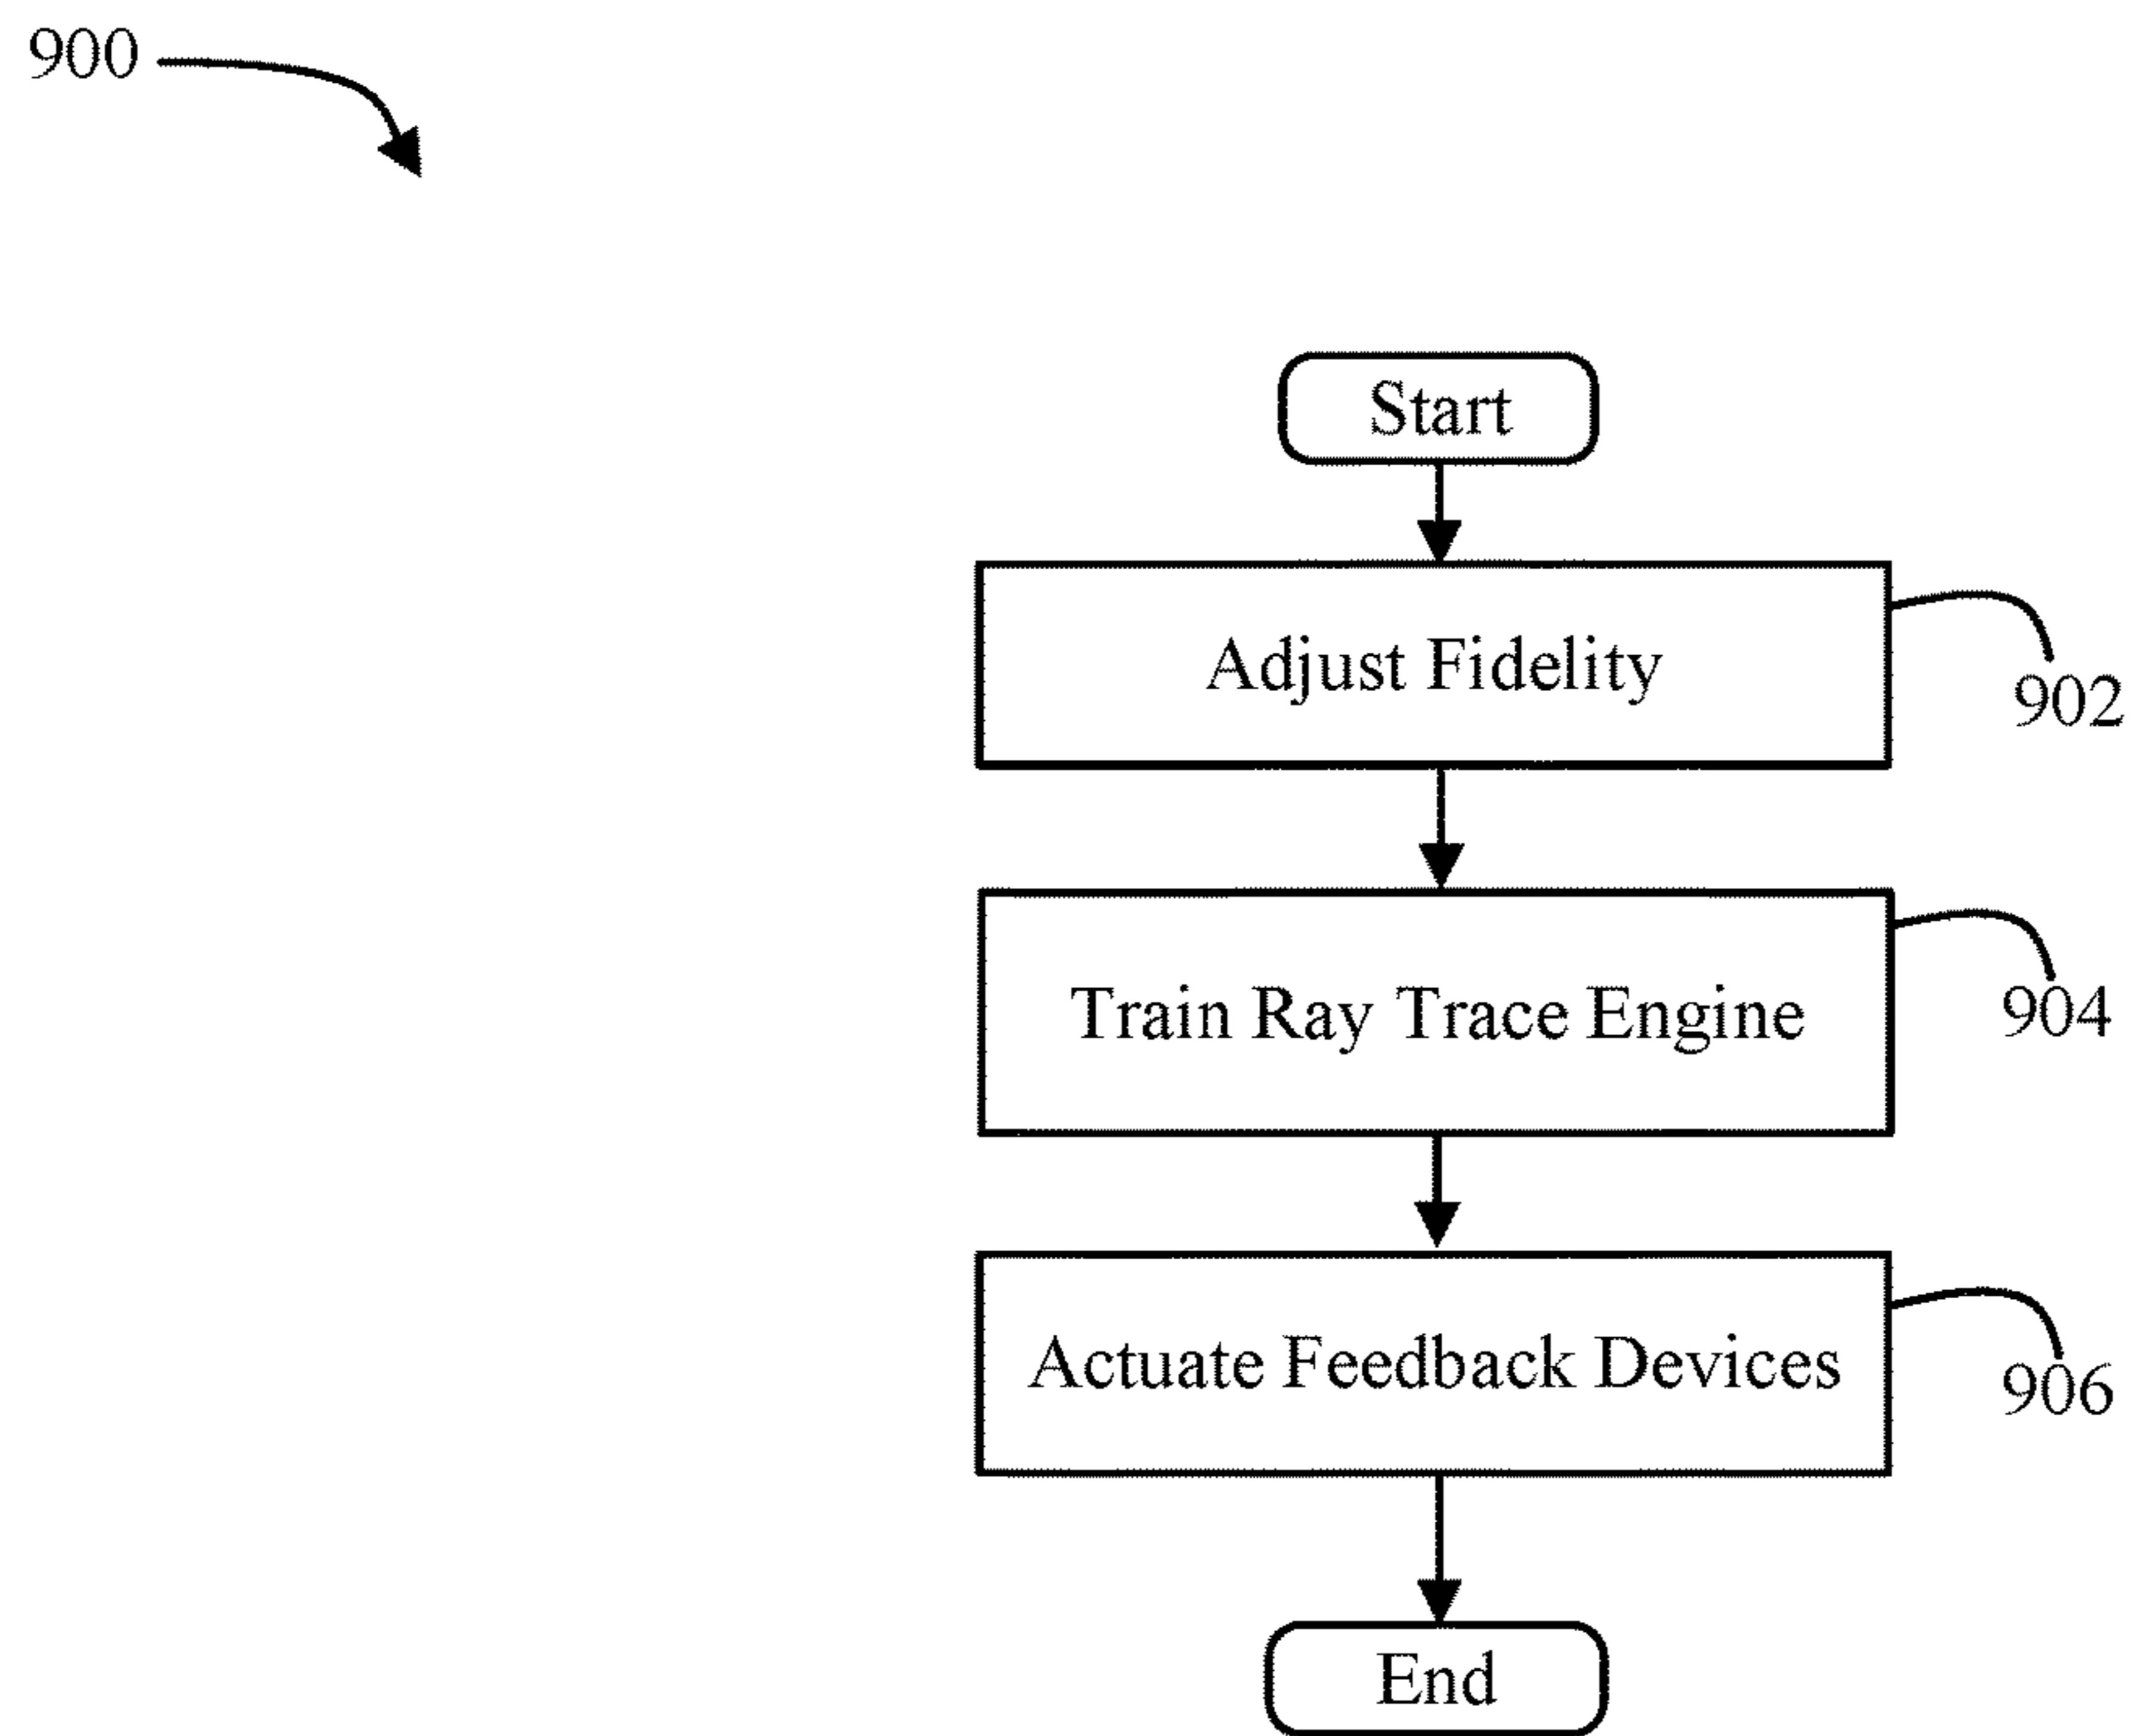 900
Start
Adjust Fidelity
902
Train Ray Trace Engine
904
Actuate Feedback Devices
906
End